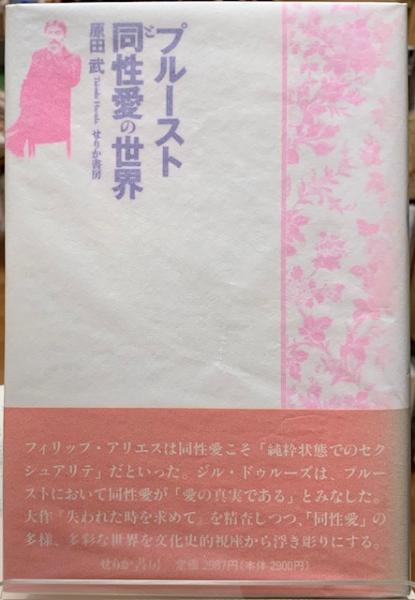 プルースト
と
同性愛の世界
原田 武 Takeshi Harada せりか書房
フィリップ・アリエスは同性愛こそ「純粋状態でのセク
シュアリテ」だといった。ジル・ドゥルーズは、プルー
ストにおいて同性愛が「愛の真実である」とみなした。
大作『失われた時を求めて』を精査しつつ、「同性愛」の
多様、多彩な世界を文化史的視座から浮き彫りにする。
せりか書房 定価 2987円(本体 2900円)